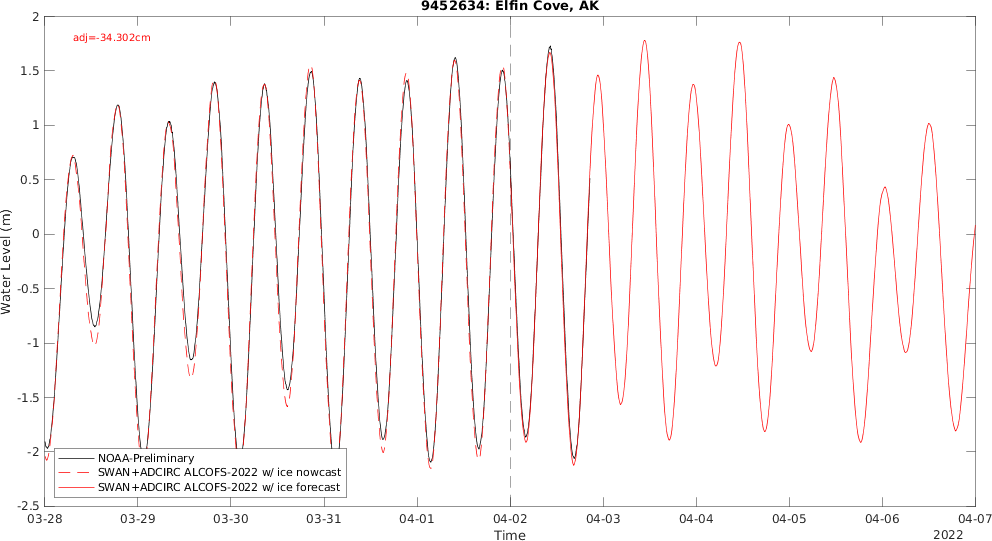 9452634: Elfin Cove, AK
adj=-34.302cm
2
1.5
1
0.5
0
-0.5
-1
-1.5
-2
-2.5
Water Level (m)
NOAA-Preliminary
SWAN+ADCIRC ALCOFS-2022 w/ ice nowcast
SWAN+ADCIRC ALCOFS-2022 w/ ice forecast
03-28 03-29 03-30 03-31 04-01 04-02 04-03 04-04 04-05 04-06 04-07
Time
2022